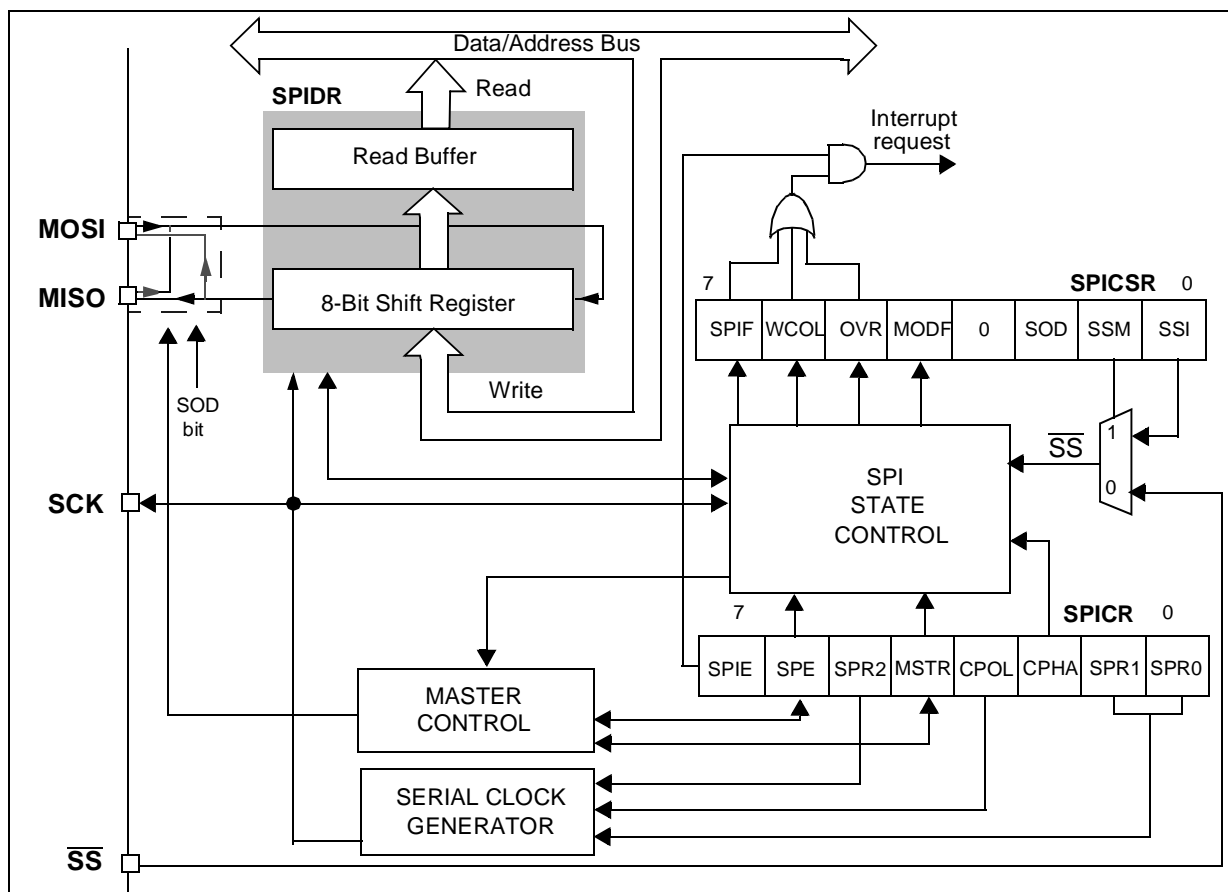 Data/Address Bus
Read
SPIDR
Interrupt
request
Read Buffer
MOSI
MISO
8-Bit Shift Register
7
SPICSR
0
SPIF
WCOL
OVR
MODF
0
SOD
SSM
SSI
Write
SOD
bit
1
SS
0
SCK
SPI
STATE
CONTROL
7
SPICR
0
SPIE
SPE
SPR2
MSTR
CPOL
CPHA
SPR1
SPR0
MASTER
CONTROL
SERIAL CLOCK
GENERATOR
SS